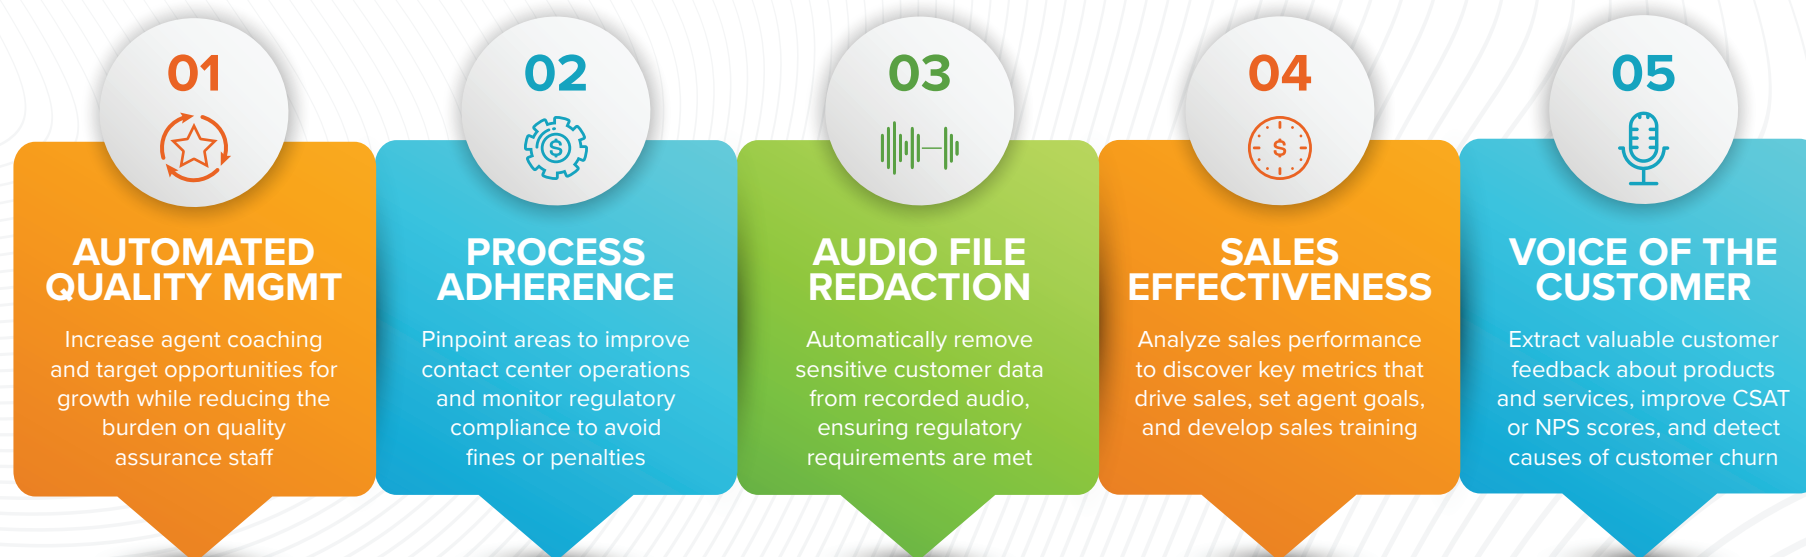 01
AUTOMATED
QUALITY MGMT
Increase agent coaching
and target opportunities for
growth while reducing the
burden on quality
assurance staff
02
$
PROCESS
ADHERENCE
Pinpoint areas to improve
contact center operations
and monitor regulatory
compliance to avoid
fines or penalties
03
AUDIO FILE
REDACTION
Automatically remove
sensitive customer data
from recorded audio,
ensuring regulatory
requirements are met
04
$
SALES
EFFECTIVENESS
Analyze sales performance
to discover key metrics that
drive sales, set agent goals,
and develop sales training
05
VOICE OF THE
CUSTOMER
Extract valuable customer
feedback about products
and services, improve CSAT
or NPS scores, and detect
causes of customer churn